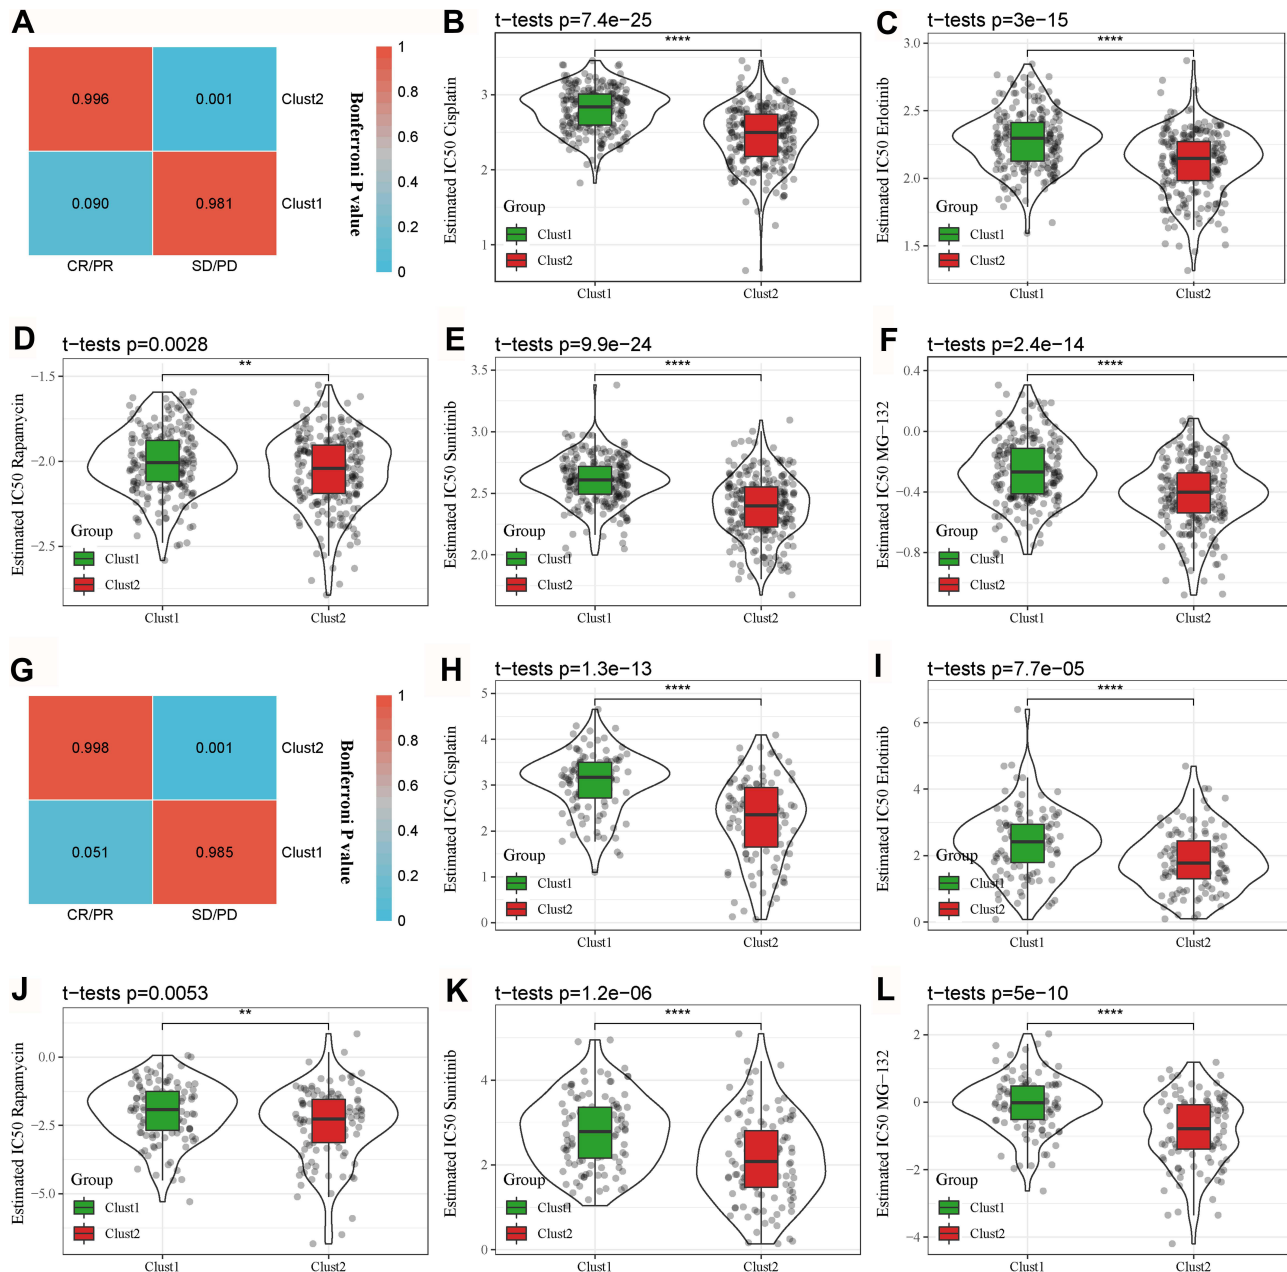 A
0.996
0.001
Clust2
0.090
0.981
Clust1
CR/PR
SD/PD
1
0.8
0.6
0.4
0.2
0
Bonferroni P value
B
t-tests p=7.4e-25
****
Estimated IC50 Cisplatin
3
2
1
Group
Clust1
Clust2
Clust1
Clust2
C
t-tests p=3e-15
****
Estimated IC50 Erlotinib
3.0
2.5
2.0
1.5
Group
Clust1
Clust2
Clust1
Clust2
D
t-tests p=0.0028
**
Estimated IC50 Rapamycin
−1.5
−2.0
−2.5
Group
Clust1
Clust2
Clust1
Clust2
E
t-tests p=9.9e-24
****
Estimated IC50 Sunitinib
3.5
3.0
2.5
2.0
Group
Clust1
Clust2
Clust1
Clust2
F
t-tests p=2.4e-14
****
Estimated IC50 MG−132
0.4
0.0
−0.4
−0.8
Group
Clust1
Clust2
Clust1
Clust2
G
0.998
0.001
Clust2
0.051
0.985
Clust1
CR/PR
SD/PD
1
0.8
0.6
0.4
0.2
0
Bonferroni P value
H
t-tests p=1.3e-13
****
Estimated IC50 Cisplatin
5
4
3
2
1
0
Group
Clust1
Clust2
Clust1
Clust2
I
t-tests p=7.7e-05
****
Estimated IC50 Erlotinib
6
4
2
0
Group
Clust1
Clust2
Clust1
Clust2
J
t-tests p=0.0053
**
Estimated IC50 Rapamycin
0.0
−2.5
−5.0
Group
Clust1
Clust2
Clust1
Clust2
K
t-tests p=1.2e-06
****
Estimated IC50 Sunitinib
4
2
0
Group
Clust1
Clust2
Clust1
Clust2
L
t-tests p=5e-10
****
Estimated IC50 MG−132
2
0
−2
−4
Group
Clust1
Clust2
Clust1
Clust2